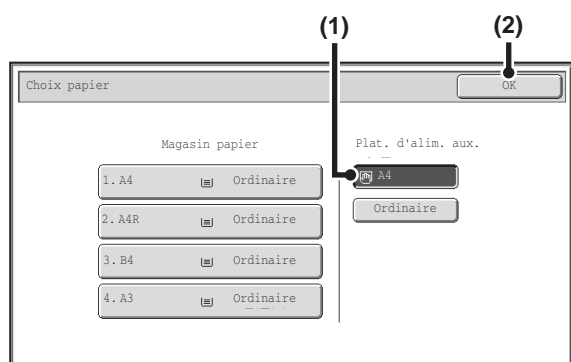 (1) (2)
Choix papier OK
Magasin papier Plat. d'alim. aux.
1. A4 Ordinaire A4
2. A4R Ordinaire Ordinaire
3. B4 Ordinaire
4. A3 Ordinaire